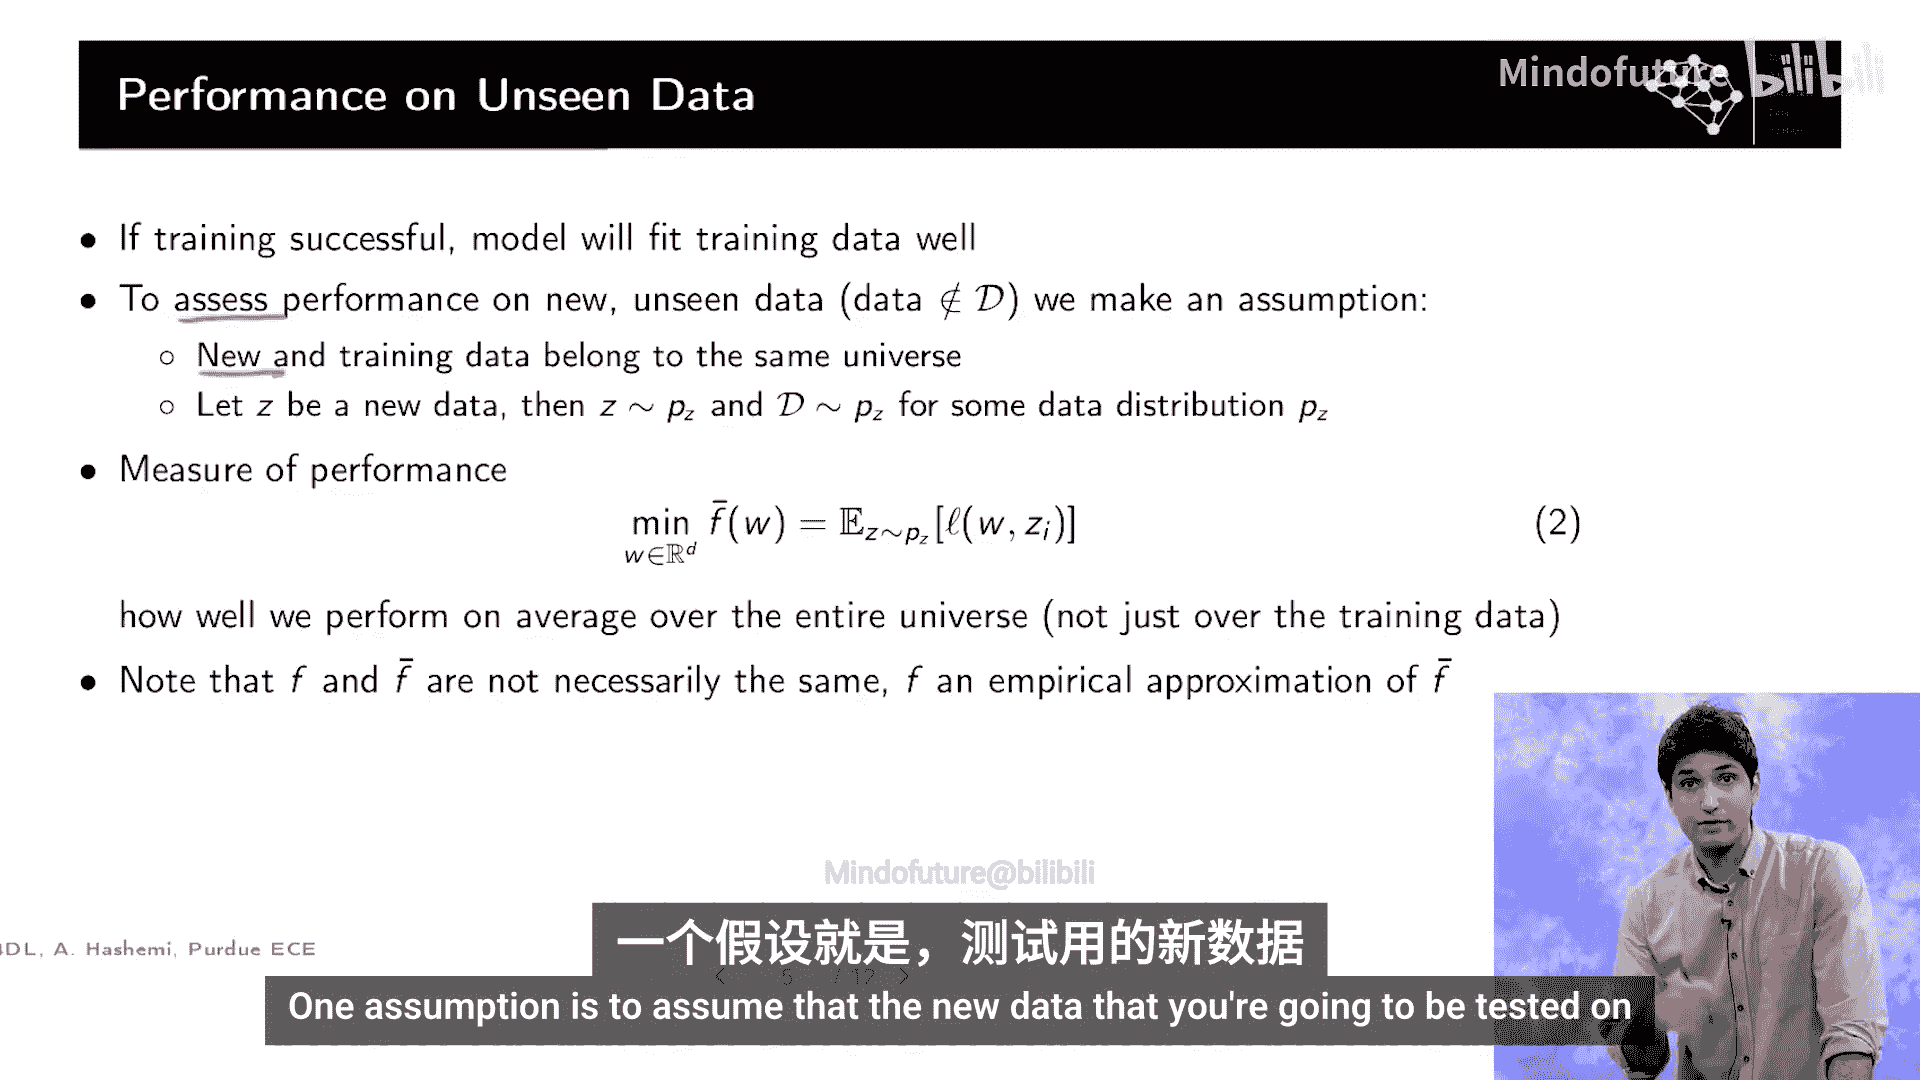 Performance on Unseen Data
Mindofuture
bilibili
• If training successful, model will fit training data well
• To assess performance on new, unseen data (data ∉ 𝒟) we make an assumption:
○ New and training data belong to the same universe
○ Let z be a new data, then z ∼ p_z and 𝒟 ∼ p_z for some data distribution p_z
• Measure of performance
min_{w∈ℝ^d} f̄(w) = 𝔼_{z∼p_z}[ℓ(w, z_i)] (2)
how well we perform on average over the entire universe (not just over the training data)
• Note that f and f̄ are not necessarily the same, f an empirical approximation of f̄
Mindofuture@bilibili
一个假设就是，测试用的新数据
DL, A. Hashemi, Purdue ECE
< 5 / 12 >
One assumption is to assume that the new data that you're going to be tested on